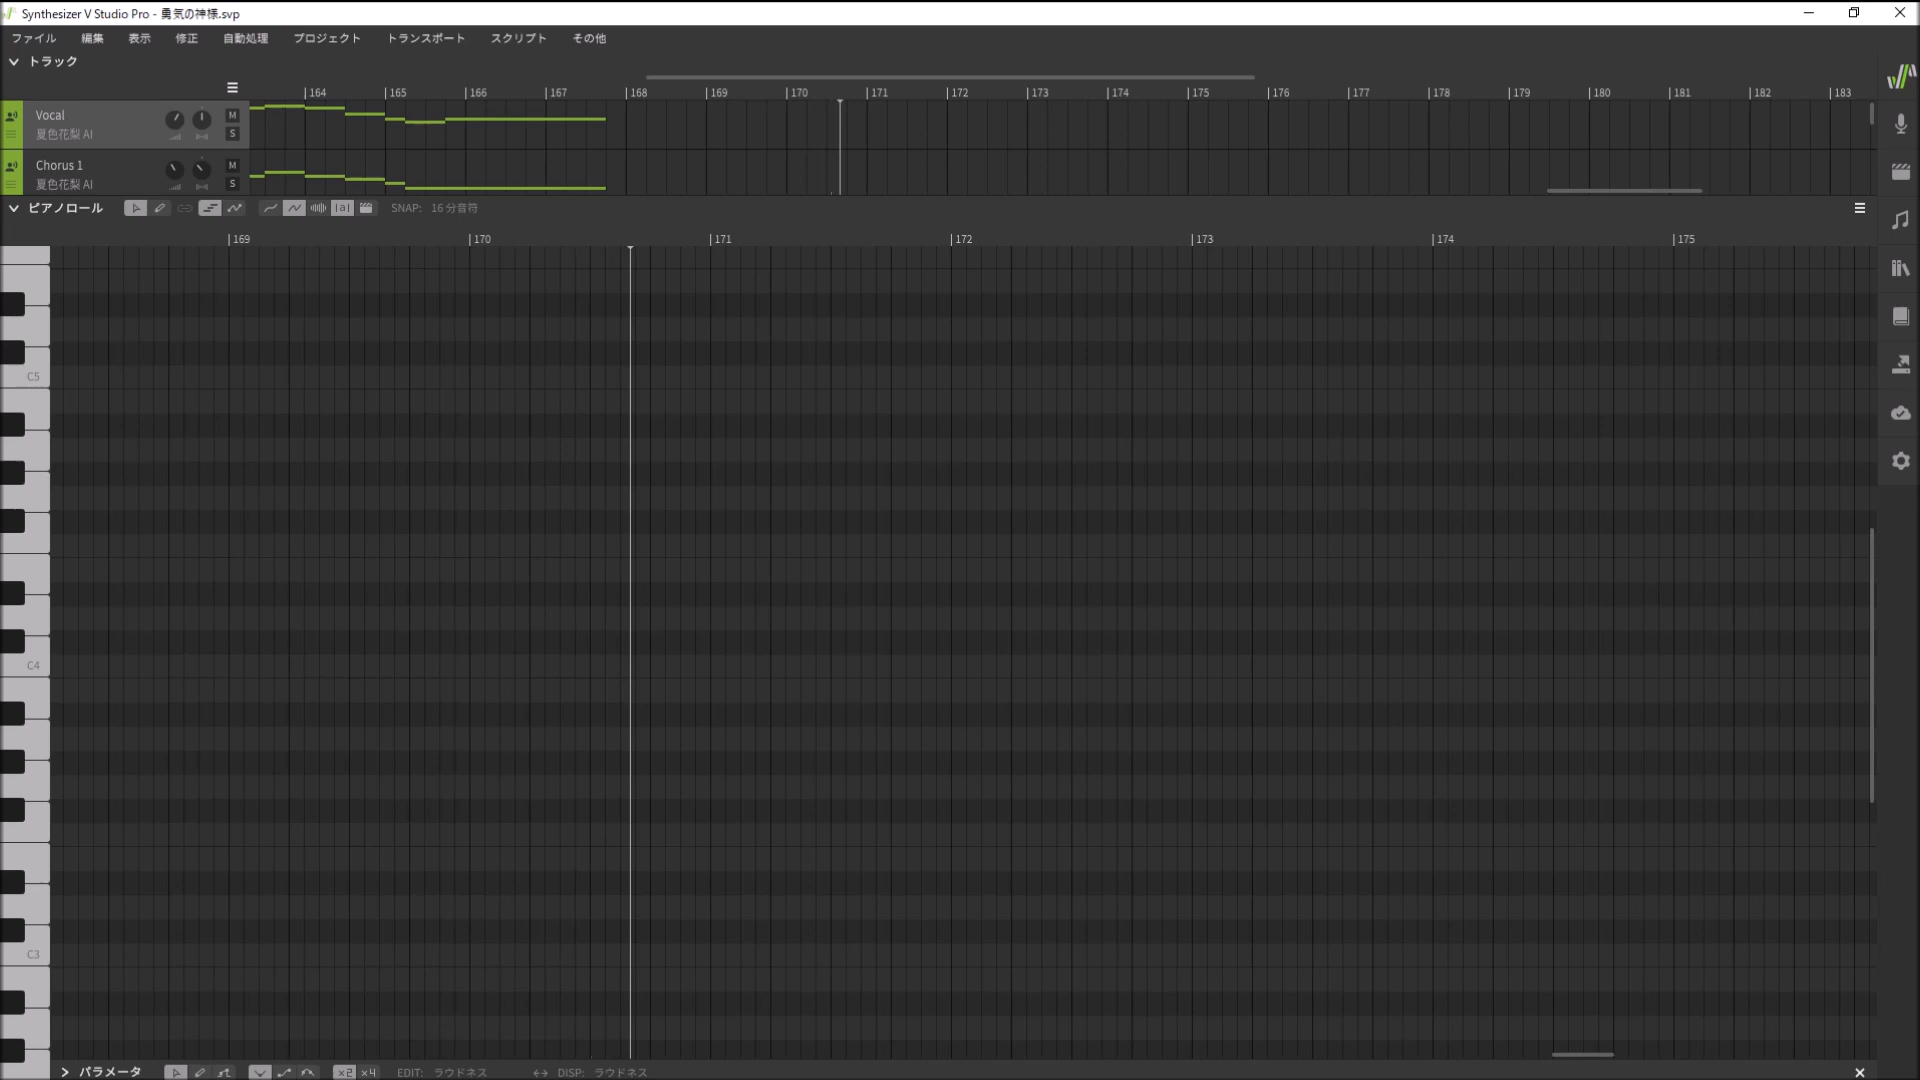 Synthesizer V Studio Pro - 勇気の神様.svp
ファイル 編集 表示 修正 自動処理 プロジェクト トランスポート スクリプト その他
トラック
164 165 166 167 168 169 170 171 172 173 174 175 176 177 178 179 180 181 182 183
Vocal M
夏色花梨 AI S
Chorus 1 M
夏色花梨 AI S
ピアノロール [a] SNAP: 16 分音符
169 170 171 172 173 174 175
C5
C4
C3
パラメータ x2 x4 EDIT: ラウドネス DISP: ラウドネス